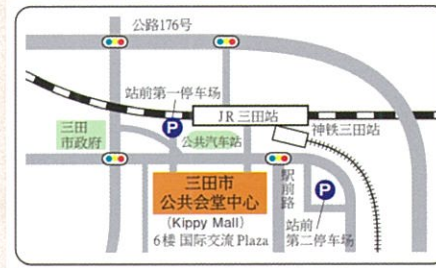 公路176号
站前第一停车场
P
JR 三田站
神铁三田站
三田
市政府
公共汽车站
三田市
公共会堂中心
(Kippy Mall)
6楼 国际交流 Plaza
駅前路
P
站前
第二停车场